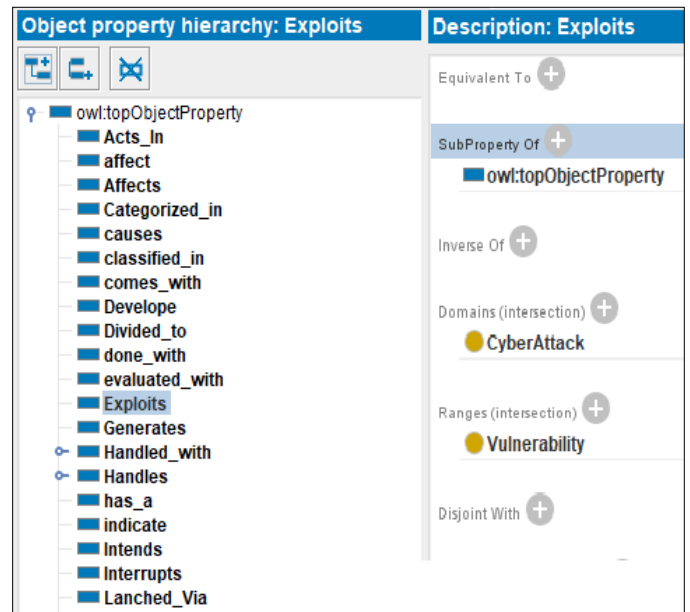 Object property hierarchy: Exploits
owl:topObjectProperty
Acts_In
affect
Affects
Categorized_in
causes
classified_in
comes_with
Develope
Divided_to
done_with
evaluated_with
Exploits
Generates
Handled_with
Handles
has_a
indicate
Intends
Interrupts
Lanched_Via
Description: Exploits
Equivalent To
SubProperty Of
owl:topObjectProperty
Inverse Of
Domains (intersection)
CyberAttack
Ranges (intersection)
Vulnerability
Disjoint With